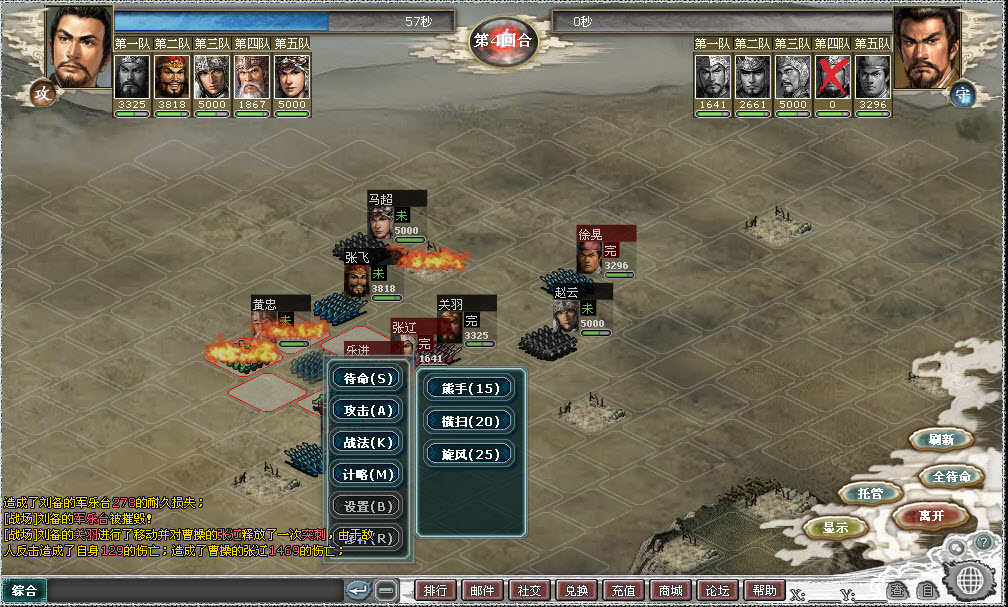 57秒
第4回合
0秒
第一队 第二队 第三队 第四队 第五队
第一队 第二队 第三队 第四队 第五队
攻
守
3325 3818 5000 1867 5000
1641 2661 5000 0 3296
马超
未
5000
徐晃
完
3296
张飞
未
3818
赵云
未
5000
黄忠
未
关羽
完
3325
张辽
完
1641
乐进
待命(S)
攻击(A)
战法(K)
计略(M)
设置(B)
熊手(15)
横扫(20)
旋风(25)
刷新
全待命
托管
离开
显示
造成了刘备的军乐台278的耐久损失；
[战场]刘备的军乐台被摧毁！
[战场]刘备的关羽进行了移动并对曹操的张辽释放了一次突刺，由于敌
人反击造成了自身129的伤亡；造成了曹操的张辽1469的伤亡；
综合
排行 邮件 社交 兑换 充值 商城 论坛 帮助
X: Y: 查 自
?